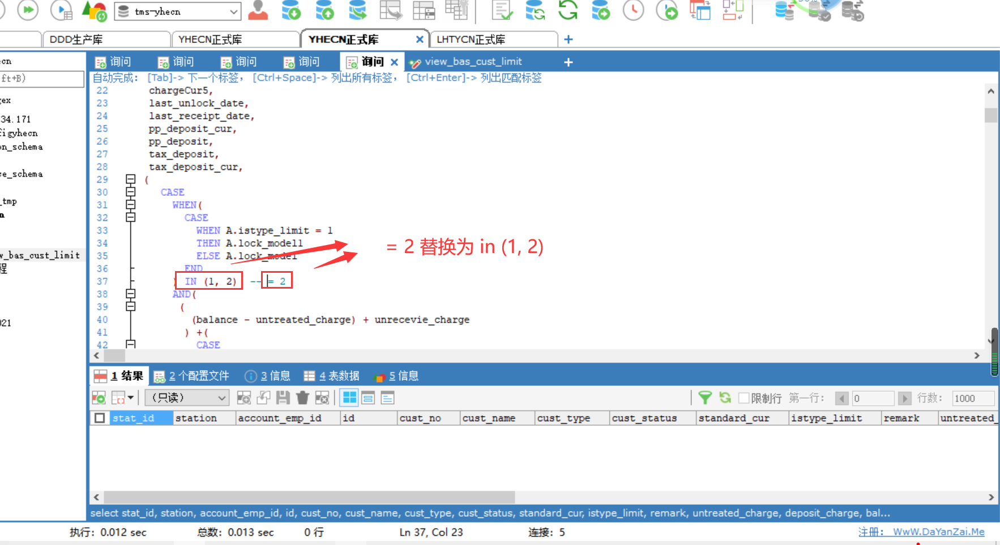 tms-yhecn
DDD生产库
YHECN正式库
YHECN正式库
LHTYCN正式库
询问
询问
询问
询问
询问
view_bas_cust_limit
自动完成： [Tab]-> 下一个标签， [Ctrl+Space]-> 列出所有标签， [Ctrl+Enter]-> 列出匹配标签
ecn
ft+B)
gex
34.171
figyhecn
on_schema
ce_schema
_tmp
n
w_bas_cust_limit
程
021
22 chargeCur5,
23 last_unlock_date,
24 last_receipt_date,
25 pp_deposit_cur,
26 pp_deposit,
27 tax_deposit,
28 tax_deposit_cur,
29 (
30 CASE
31 WHEN(
32 CASE
33 WHEN A.istype_limit = 1
34 THEN A.lock_model1
35 ELSE A.lock_model
36 END
37 ) IN (1, 2) -- = 2
38 AND(
39 (
40 (balance - untreated_charge) + unrecevie_charge
41 ) +(
42 CASE
= 2 替换为 in (1, 2)
1 结果
2 个配置文件
3 信息
4 表数据
5 信息
（只读）
限制行 第一行： 0 行数： 1000
stat_id station account_emp_id id cust_no cust_name cust_type cust_status standard_cur istype_limit remark untreated_
select stat_id, station, account_emp_id, id, cust_no, cust_name, cust_type, cust_status, standard_cur, istype_limit, remark, untreated_charge, deposit_charge, bal...
执行： 0.012 sec 总数： 0.013 sec 0 行 Ln 37, Col 23 连接： 5 注册： WwW.DaYanZai.Me